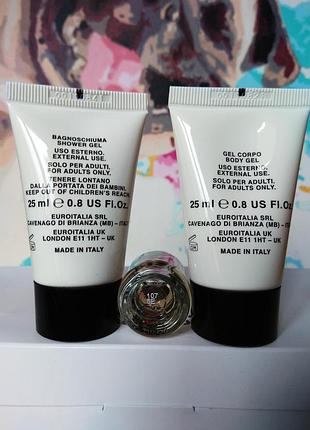 BAGNOSCHIUMA
SHOWER GEL
USO ESTERNO.
EXTERNAL USE.
SOLO PER ADULTI.
FOR ADULTS ONLY.
TENERE LONTANO
DALLA PORTATA DEI BAMBINI.
KEEP OUT OF CHILDREN'S REACH.
25 ml e 0.8 US Fl.Oz.
EUROITALIA SRL
CAVENAGO DI BRIANZA (MB) – ITALY
EUROITALIA UK
LONDON E11 1HT – UK
MADE IN ITALY
GEL CORPO
BODY GEL
USO ESTERNO.
EXTERNAL USE.
SOLO PER ADULTI.
FOR ADULTS ONLY.
25 ml e 0.8 US Fl.Oz.
EUROITALIA SRL
CAVENAGO DI BRIANZA (MB) –
EUROITALIA UK
LONDON E11 1HT – UK
MADE IN ITALY
107